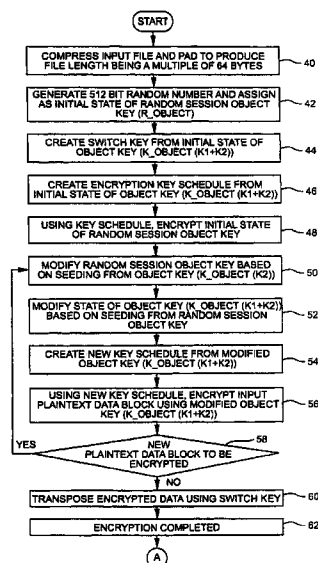 START
COMPRESS INPUT FILE AND PAD TO PRODUCE
FILE LENGTH BEING A MULTIPLE OF 64 BYTES
40
GENERATE 512 BIT RANDOM NUMBER AND ASSIGN
AS INITIAL STATE OF RANDOM SESSION OBJECT
KEY (R_OBJECT)
42
CREATE SWITCH KEY FROM INITIAL STATE OF
OBJECT KEY (K_OBJECT (K1+K2))
44
CREATE ENCRYPTION KEY SCHEDULE FROM
INITIAL STATE OF OBJECT KEY (K_OBJECT (K1+K2))
46
USING KEY SCHEDULE, ENCRYPT INITIAL STATE
OF RANDOM SESSION OBJECT KEY
48
MODIFY RANDOM SESSION OBJECT KEY BASED
ON SEEDING FROM OBJECT KEY (K_OBJECT (K2))
50
MODIFY STATE OF OBJECT KEY (K_OBJECT (K1+K2))
BASED ON SEEDING FROM RANDOM SESSION
OBJECT KEY
52
CREATE NEW KEY SCHEDULE FROM MODIFIED
OBJECT KEY (K_OBJECT (K1+K2))
54
USING NEW KEY SCHEDULE, ENCRYPT INPUT
PLAINTEXT DATA BLOCK USING MODIFIED OBJECT
KEY (K_OBJECT (K1+K2))
56
YES
NEW
PLAINTEXT DATA BLOCK TO BE
ENCRYPTED
58
NO
TRANSPOSE ENCRYPTED DATA USING SWITCH KEY
60
ENCRYPTION COMPLETED
62
A